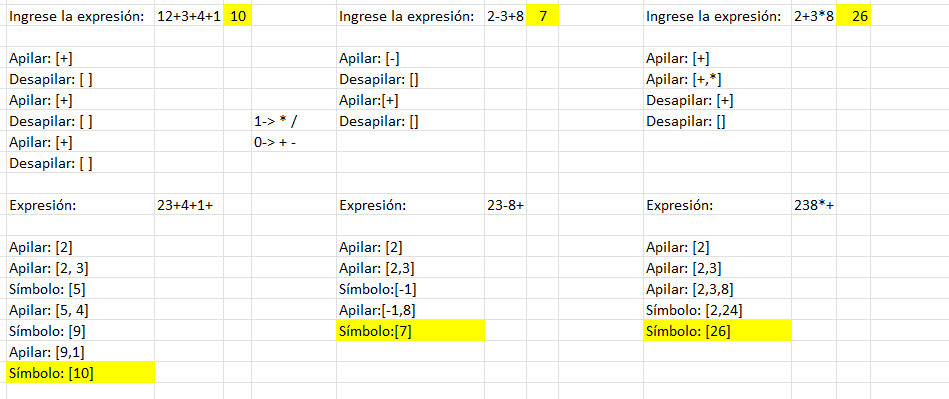 Ingrese la expresión: 12+3+4+1 10 Ingrese la expresión: 2-3+8 7 Ingrese la expresión: 2+3*8 26
Apilar: [+] Apilar: [-] Apilar: [+]
Desapilar: [ ] Desapilar: [] Apilar: [+,*]
Apilar: [+] Apilar:[+] Desapilar: [+]
Desapilar: [ ] 1-> * / Desapilar: [] Desapilar: []
Apilar: [+] 0-> + -
Desapilar: [ ]
Expresión: 23+4+1+ Expresión: 23-8+ Expresión: 238*+
Apilar: [2] Apilar: [2] Apilar: [2]
Apilar: [2, 3] Apilar: [2,3] Apilar: [2,3]
Símbolo: [5] Símbolo:[-1] Apilar: [2,3,8]
Apilar: [5, 4] Apilar:[-1,8] Símbolo: [2,24]
Símbolo: [9] Símbolo:[7] Símbolo: [26]
Apilar: [9,1]
Símbolo: [10]